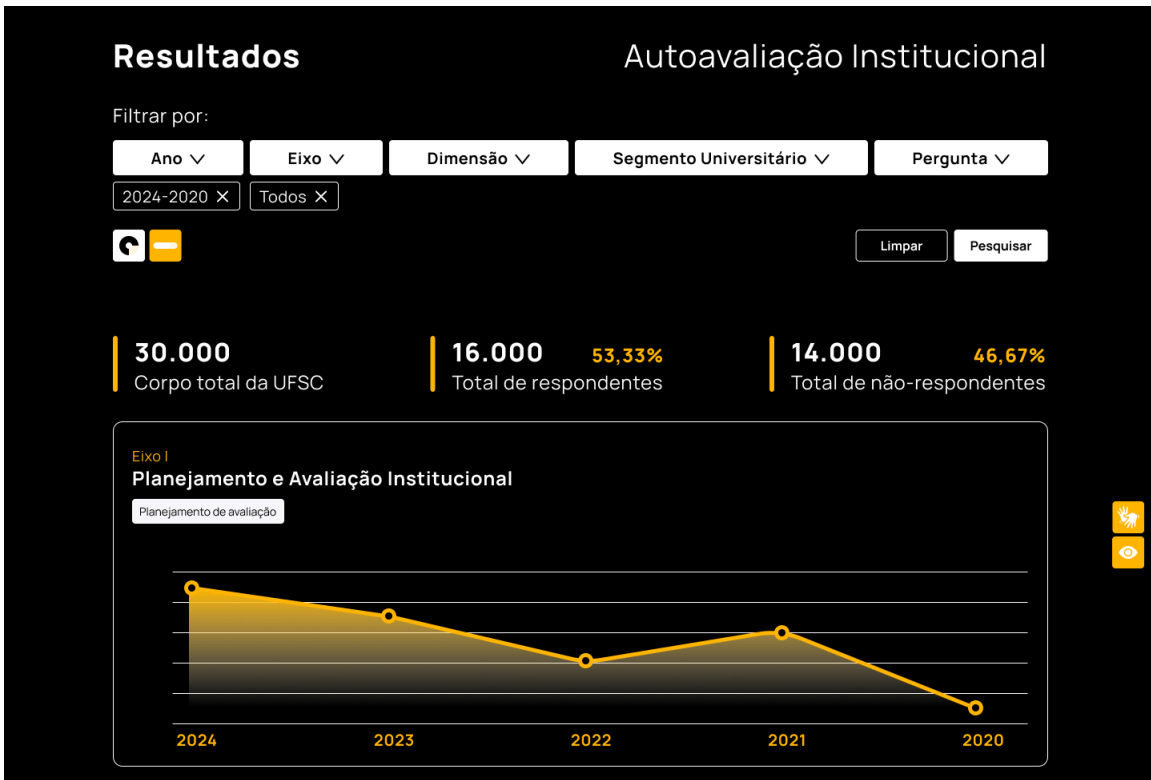 Resultados Autoavaliação Institucional
Filtrar por:
Ano Eixo Dimensão Segmento Universitário Pergunta
2024-2020 Todos
Limpar Pesquisar
30.000 16.000 53,33% 14.000 46,67%
Corpo total da UFSC Total de respondentes Total de não-respondentes
Eixo I
Planejamento e Avaliação Institucional
Planejamento de avaliação
2024 2023 2022 2021 2020